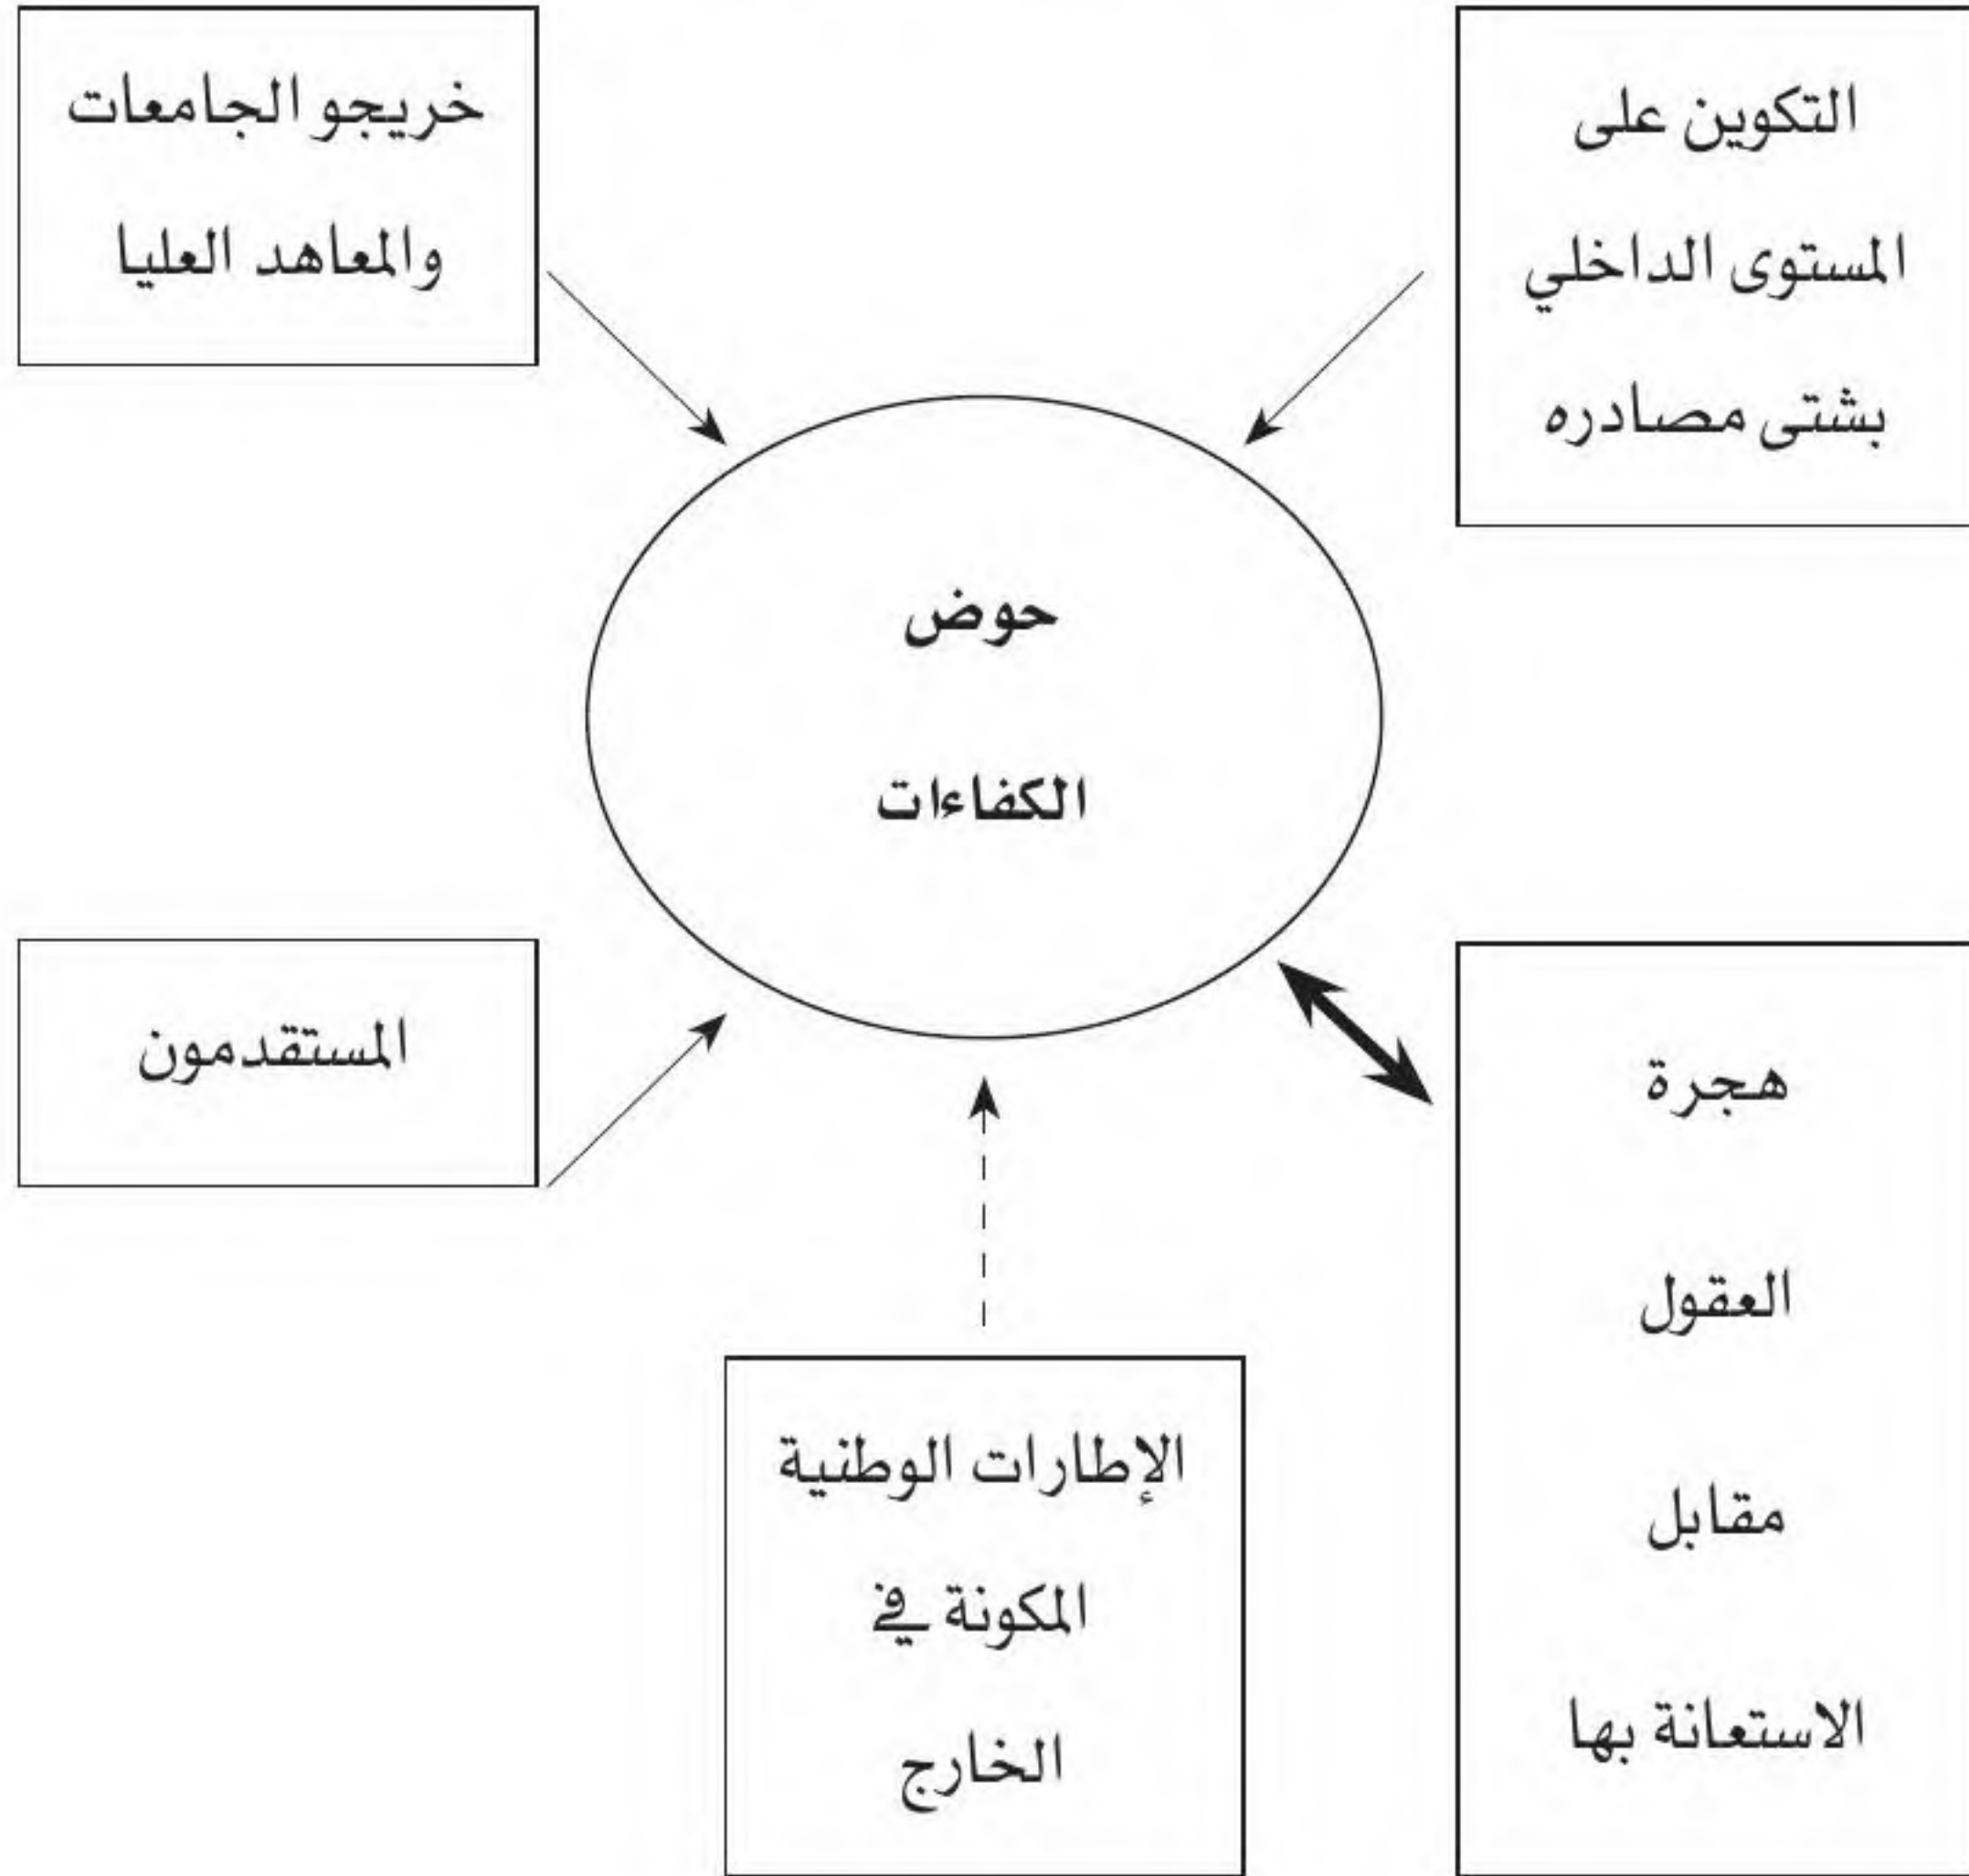 التكوين على
المستوى الداخلي
بشتى مصادره
خريجو الجامعات
والمعاهد العليا
حوض
الكفاءات
هجرة
العقول
مقابل
الاستعانة بها
المستقدمون
الإطارات الوطنية
المكونة في
الخارج